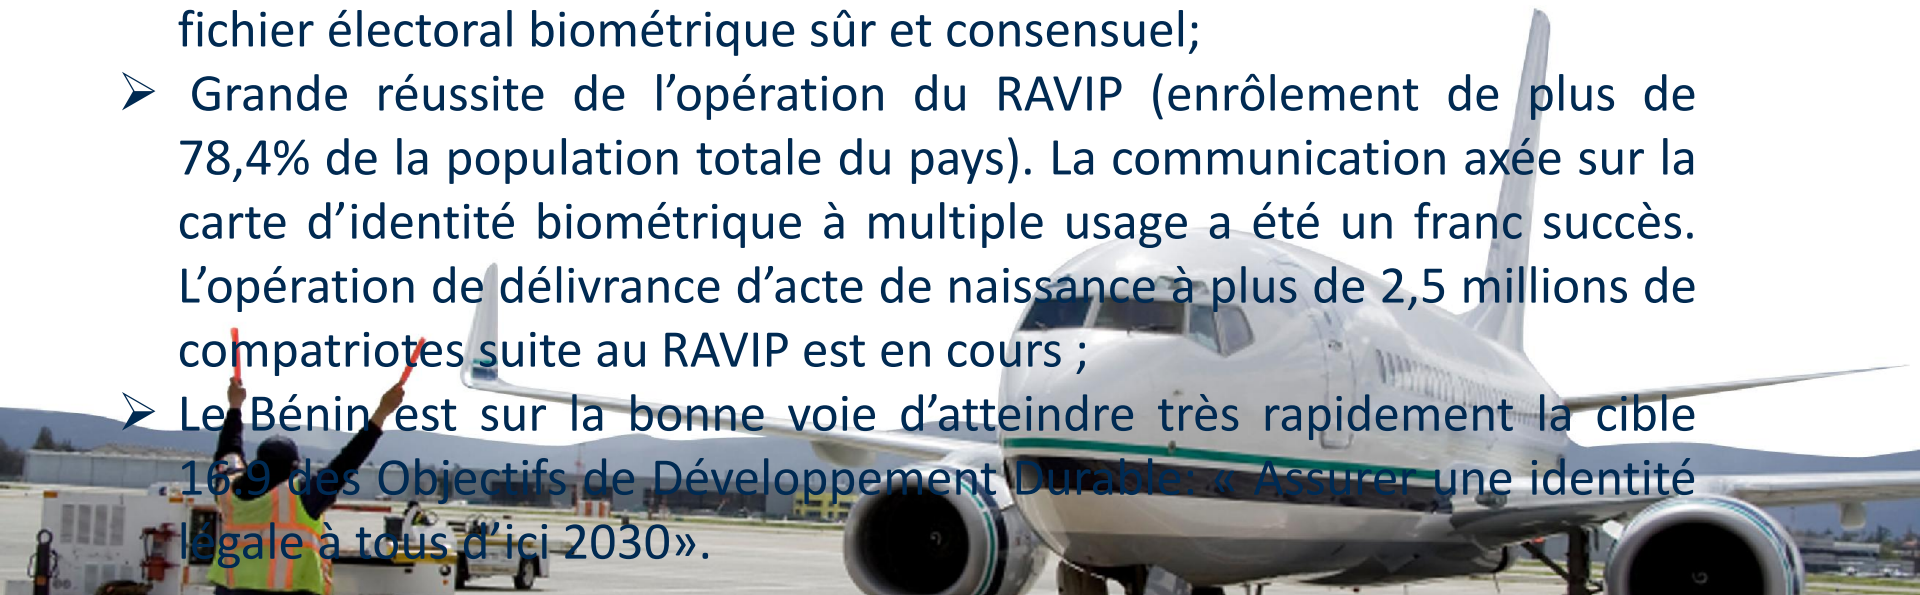 fichier électoral biométrique sûr et consensuel;
➢ Grande réussite de l’opération du RAVIP (enrôlement de plus de
78,4% de la population totale du pays). La communication axée sur la
carte d’identité biométrique à multiple usage a été un franc succès.
L’opération de délivrance d’acte de naissance à plus de 2,5 millions de
compatriotes suite au RAVIP est en cours ;
➢ Le Bénin est sur la bonne voie d’atteindre très rapidement la cible
16.9 des Objectifs de Développement Durable: « Assurer une identité
légale à tous d’ici 2030».